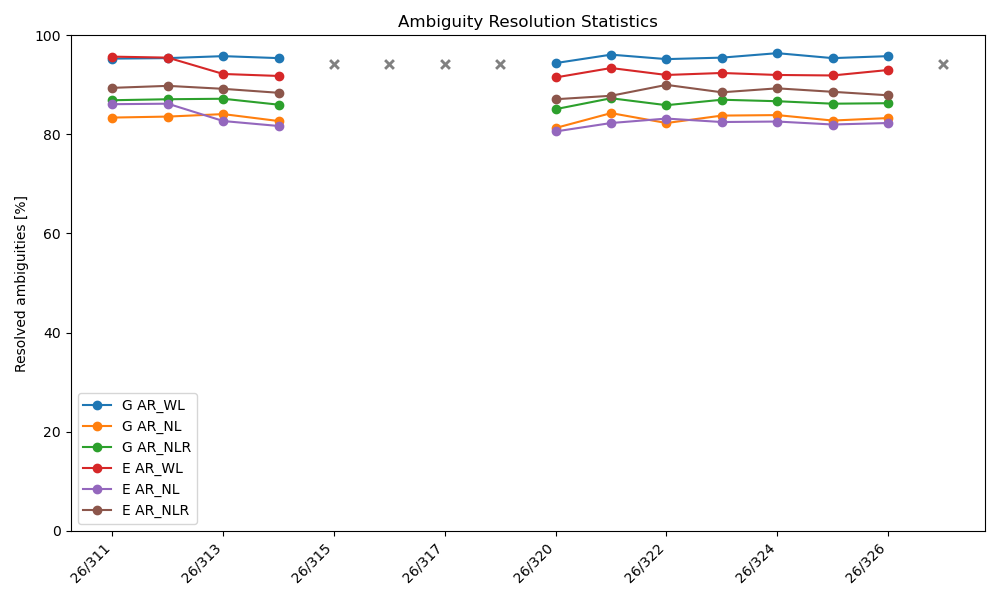 Ambiguity Resolution Statistics
Resolved ambiguities [%]
100
80
60
40
20
0
G AR_WL
G AR_NL
G AR_NLR
E AR_WL
E AR_NL
E AR_NLR
26/311
26/313
26/315
26/317
26/320
26/322
26/324
26/326